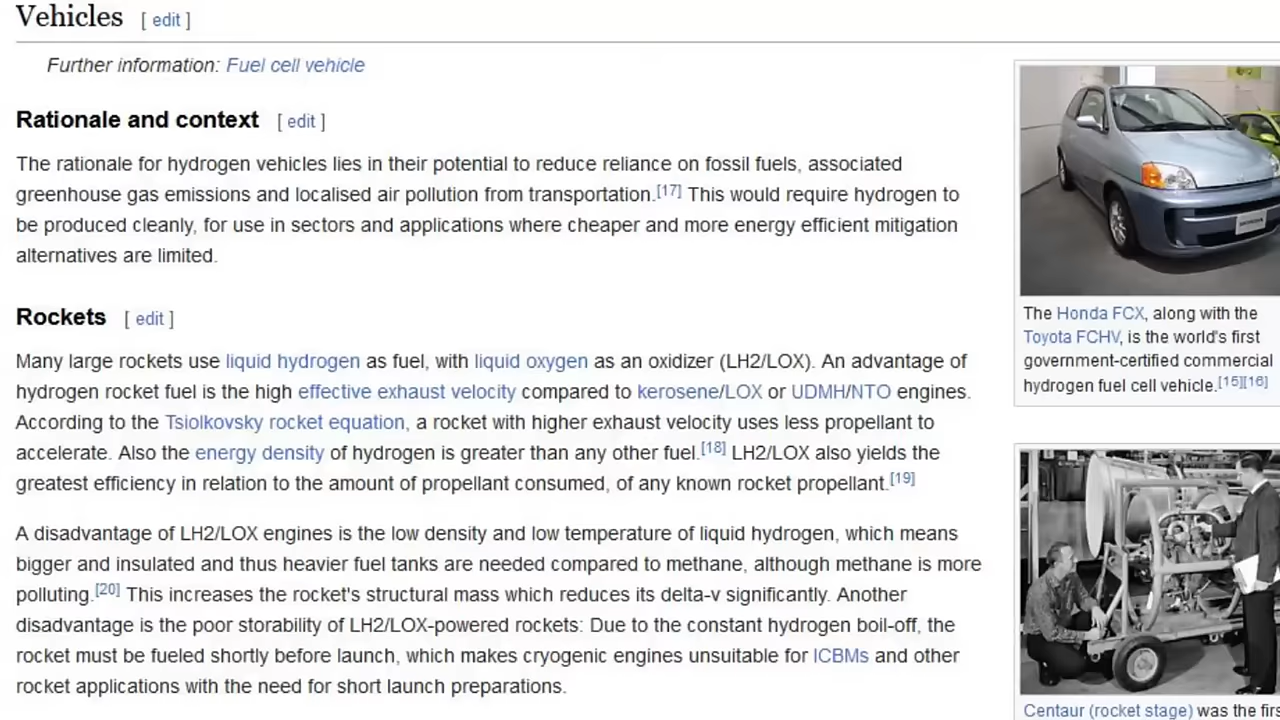 Vehicles [ edit ]
Further information: Fuel cell vehicle
Rationale and context [ edit ]
The rationale for hydrogen vehicles lies in their potential to reduce reliance on fossil fuels, associated
greenhouse gas emissions and localised air pollution from transportation.[17] This would require hydrogen to
be produced cleanly, for use in sectors and applications where cheaper and more energy efficient mitigation
alternatives are limited.
Rockets [ edit ]
Many large rockets use liquid hydrogen as fuel, with liquid oxygen as an oxidizer (LH2/LOX). An advantage of
hydrogen rocket fuel is the high effective exhaust velocity compared to kerosene/LOX or UDMH/NTO engines.
According to the Tsiolkovsky rocket equation, a rocket with higher exhaust velocity uses less propellant to
accelerate. Also the energy density of hydrogen is greater than any other fuel.[18] LH2/LOX also yields the
greatest efficiency in relation to the amount of propellant consumed, of any known rocket propellant.[19]
A disadvantage of LH2/LOX engines is the low density and low temperature of liquid hydrogen, which means
bigger and insulated and thus heavier fuel tanks are needed compared to methane, although methane is more
polluting.[20] This increases the rocket's structural mass which reduces its delta-v significantly. Another
disadvantage is the poor storability of LH2/LOX-powered rockets: Due to the constant hydrogen boil-off, the
rocket must be fueled shortly before launch, which makes cryogenic engines unsuitable for ICBMs and other
rocket applications with the need for short launch preparations.
HONDA
The Honda FCX, along with the
Toyota FCHV, is the world's first
government-certified commercial
hydrogen fuel cell vehicle.[15][16]
Centaur (rocket stage) was the firs